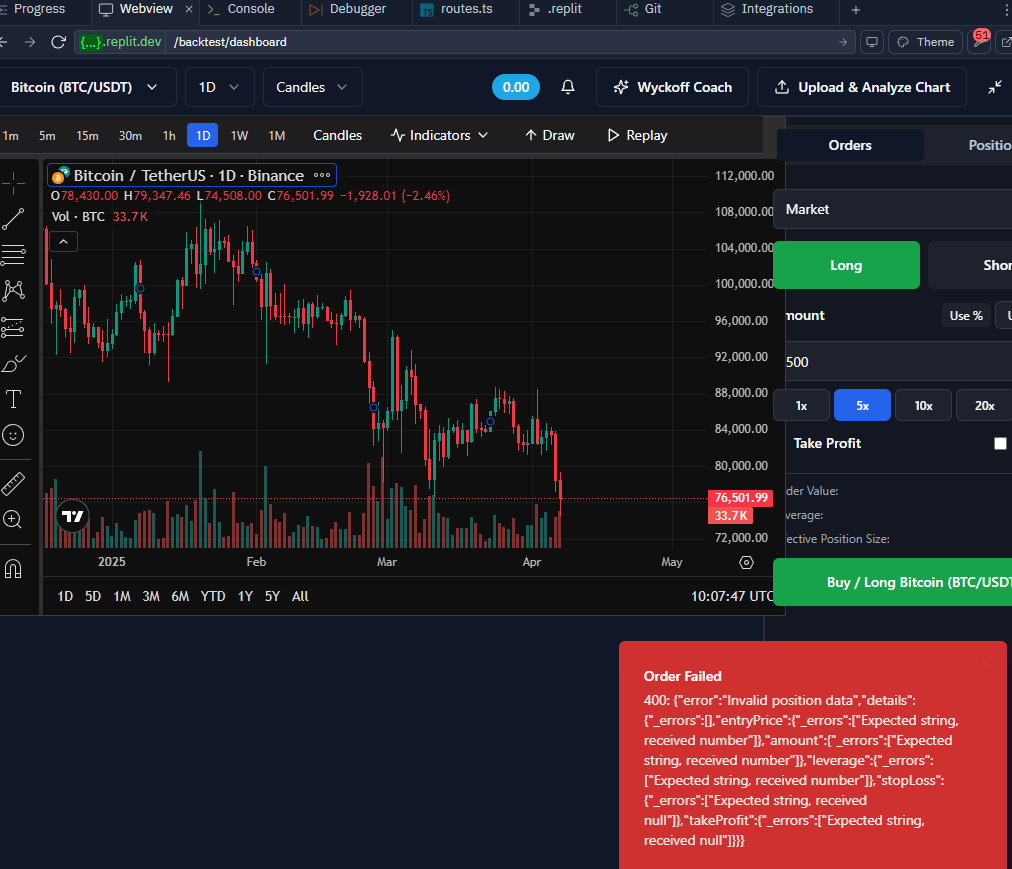 Progress
Webview
Console
Debugger
routes.ts
.replit
Git
Integrations
{...}.replit.dev
/backtest/dashboard
Theme
51
Bitcoin (BTC/USDT)
1D
Candles
0.00
Wyckoff Coach
Upload & Analyze Chart
1m
5m
15m
30m
1h
1D
1W
1M
Candles
Indicators
Draw
Replay
Bitcoin / TetherUS · 1D · Binance
O78,430.00 H79,347.46 L74,508.00 C76,501.99 −1,928.01 (−2.46%)
Vol · BTC 33.7K
112,000.00
108,000.00
104,000.00
100,000.00
96,000.00
92,000.00
88,000.00
84,000.00
80,000.00
76,501.99
33.7K
72,000.00
2025
Feb
Mar
Apr
May
1D
5D
1M
3M
6M
YTD
1Y
5Y
All
10:07:47 UTC
Orders
Positio
Market
Long
Shor
mount
Use %
U
500
1x
5x
10x
20x
Take Profit
der Value:
verage:
ective Position Size:
Buy / Long Bitcoin (BTC/USDT
Order Failed
400: {"error":"Invalid position data","details":
{"_errors":[],"entryPrice":{"_errors":["Expected string,
received number"]},"amount":{"_errors":["Expected
string, received number"]},"leverage":{"_errors":
["Expected string, received number"]},"stopLoss":
{"_errors":["Expected string, received
null"]},"takeProfit":{"_errors":["Expected string,
received null"]}}}